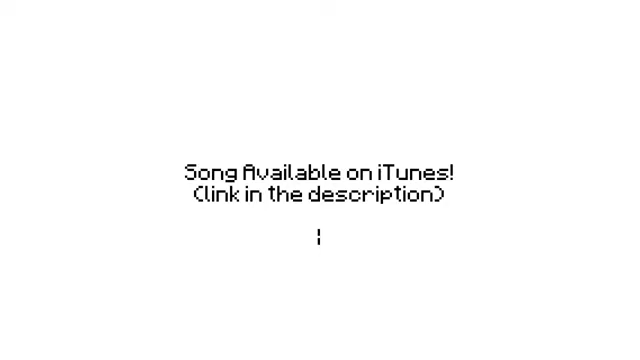 Song Available on iTunes!
(link in the description)
|